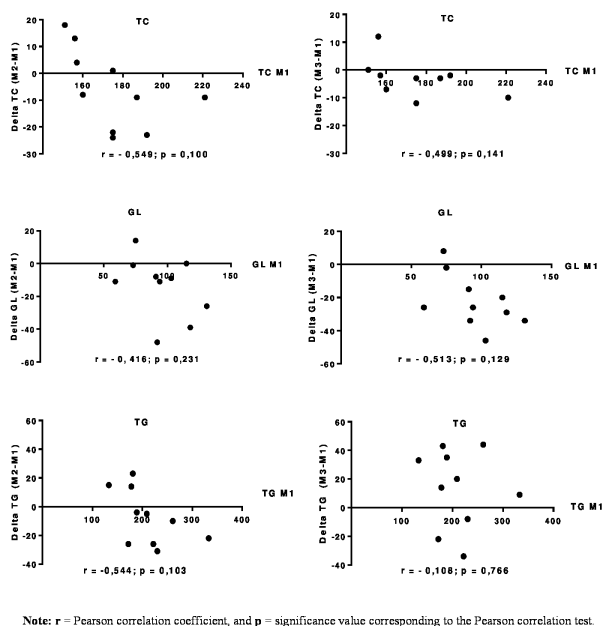 TC
TC
Delta TC (M2-M1)
20
10
0
-10
-20
-30
160
180
200
220
240
TC M1
r = - 0,549; p = 0,100
Delta TC (M3-M1)
20
10
0
-10
-20
-30
160
180
200
220
240
TC M1
r = - 0,499; p= 0,141
GL
GL
Delta GL (M2-M1)
20
0
-20
-40
-60
50
100
150
GL M1
r = - 0, 416; p = 0,231
Delta GL (M3-M1)
20
0
-20
-40
-60
50
100
150
GL M1
r = - 0,513; p = 0,129
TG
TG
Delta TG (M2-M1)
60
40
20
0
-20
-40
100
200
300
400
TG M1
r = -0,544; p = 0,103
Delta TG (M3-M1)
60
40
20
0
-20
-40
100
200
300
400
TG M1
r = - 0,108; p = 0,766
Note: r = Pearson correlation coefficient, and p = significance value corresponding to the Pearson correlation test.